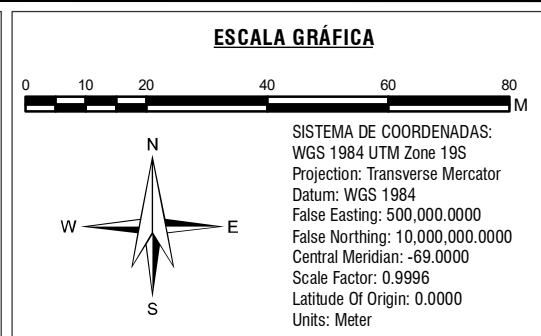 ESCALA GRÁFICA
0 10 20 40 60 80
M
N
W E
S
SISTEMA DE COORDENADAS:
WGS 1984 UTM Zone 19S
Projection: Transverse Mercator
Datum: WGS 1984
False Easting: 500,000.0000
False Northing: 10,000,000.0000
Central Meridian: -69.0000
Scale Factor: 0.9996
Latitude Of Origin: 0.0000
Units: Meter